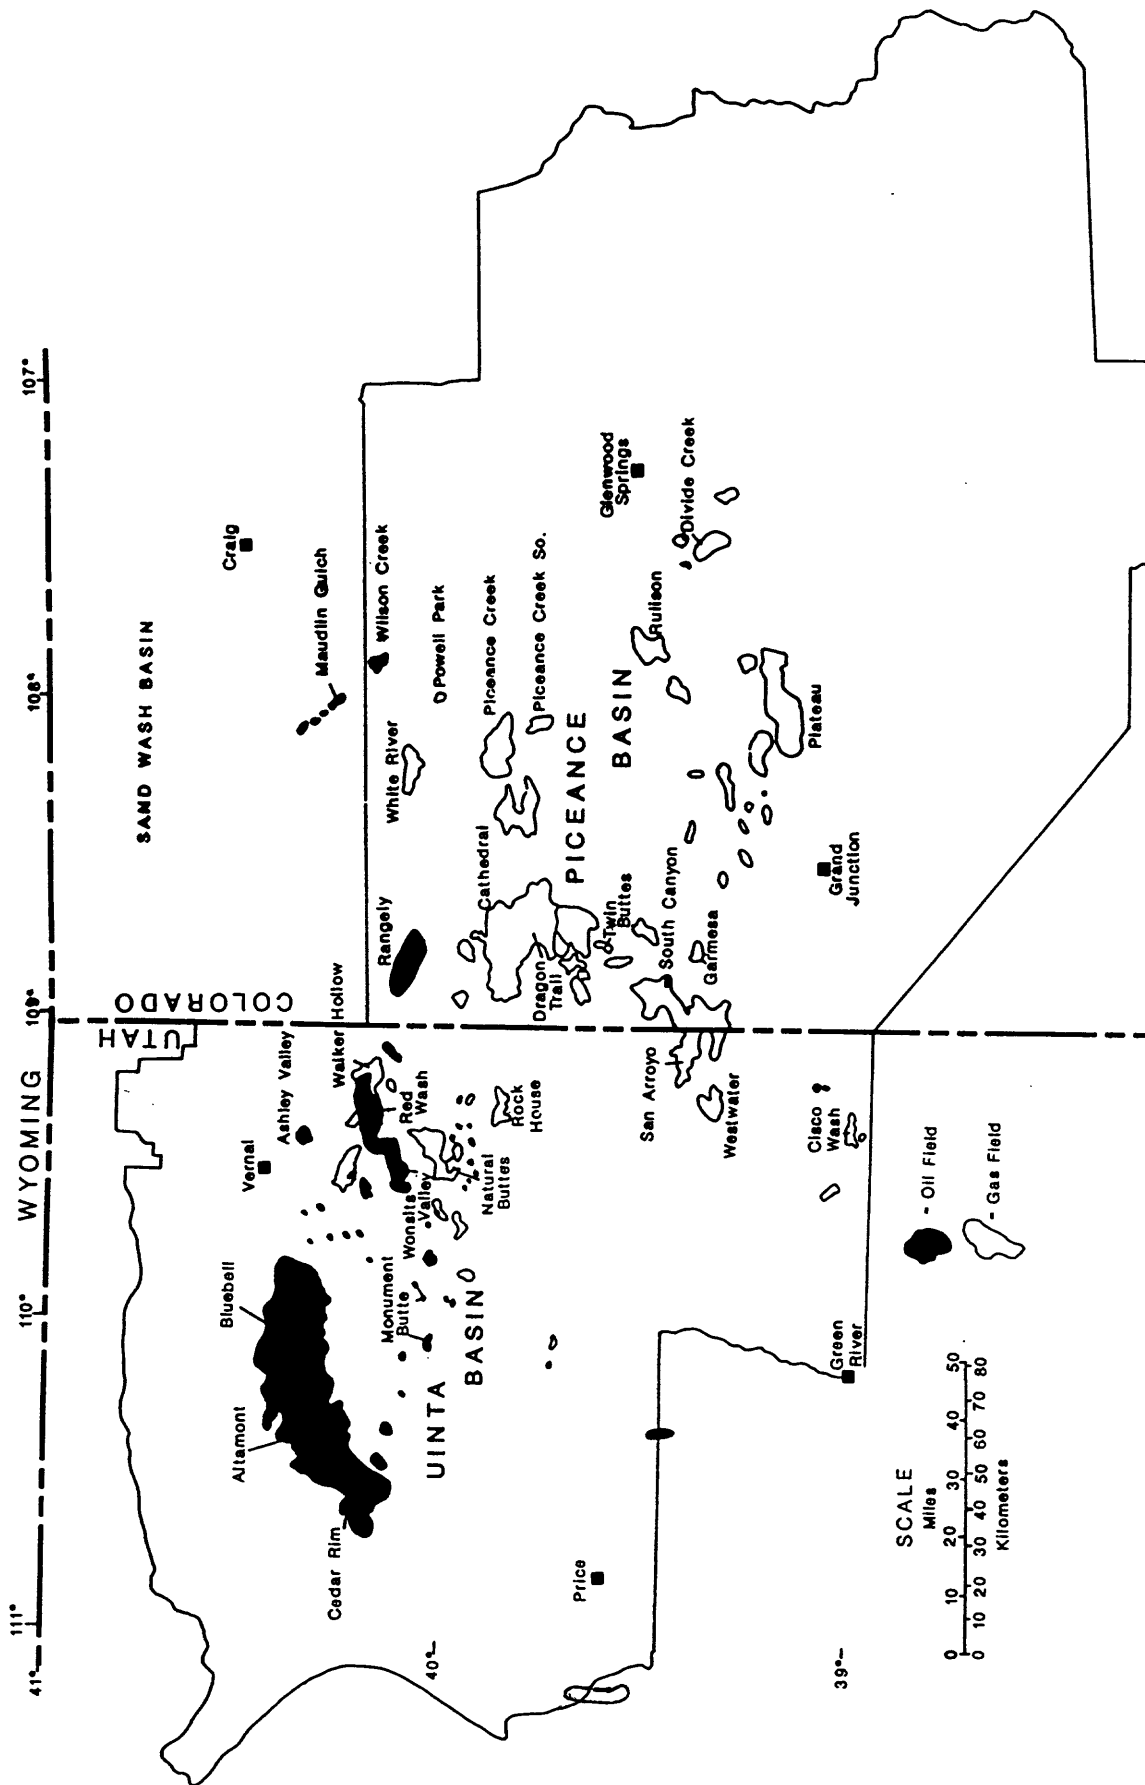 WYOMING
111°
110°
109°
108°
107°
41°
40°
39°
UTAH
COLORADO
SAND WASH BASIN
Craig
Maudlin Gulch
Wilson Creek
Vernal
Ashley Valley
Walker Hollow
Red
Wash
Bluebell
Altamont
Cedar Rim
Monument
Butte
Wonsits
Valley
Natural
Buttes
Rock
House
UINTA
BASIN
Price
Rangely
White River
Powell Park
Cathedral
Piceance Creek
Piceance Creek So.
Dragon
Trail
Twin
Buttes
PICEANCE
BASIN
Glenwood
Springs
Divide Creek
Rulison
Plateau
South Canyon
Garmesa
San Arroyo
Westwater
Grand
Junction
Cisco
Wash
Green
River
- Oil Field
- Gas Field
SCALE
Miles
0 10 20 30 40 50
0 10 20 30 40 50 60 70 80
Kilometers